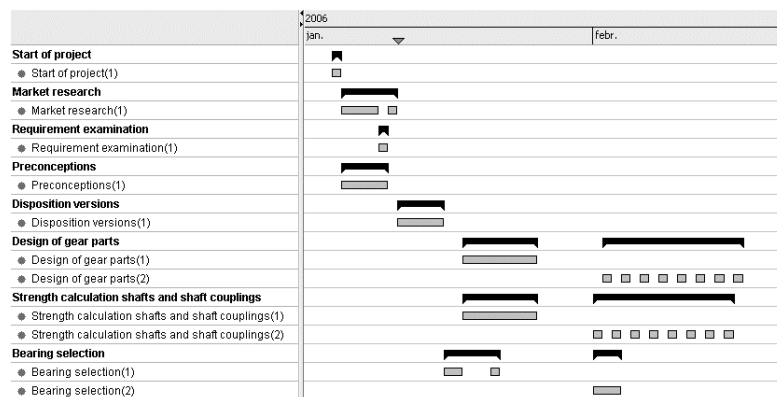 2006
jan. febr.
Start of project
Start of project(1)
Market research
Market research(1)
Requirement examination
Requirement examination(1)
Preconceptions
Preconceptions(1)
Disposition versions
Disposition versions(1)
Design of gear parts
Design of gear parts(1)
Design of gear parts(2)
Strength calculation shafts and shaft couplings
Strength calculation shafts and shaft couplings(1)
Strength calculation shafts and shaft couplings(2)
Bearing selection
Bearing selection(1)
Bearing selection(2)